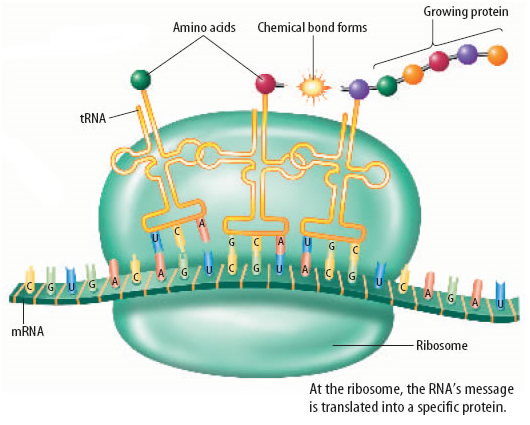 Growing protein
Amino acids Chemical bond forms
tRNA
U C A G C A U G C
C G U G A C A G U C G U A C G U C A G A U
mRNA
Ribosome
At the ribosome, the RNA's message
is translated into a specific protein.